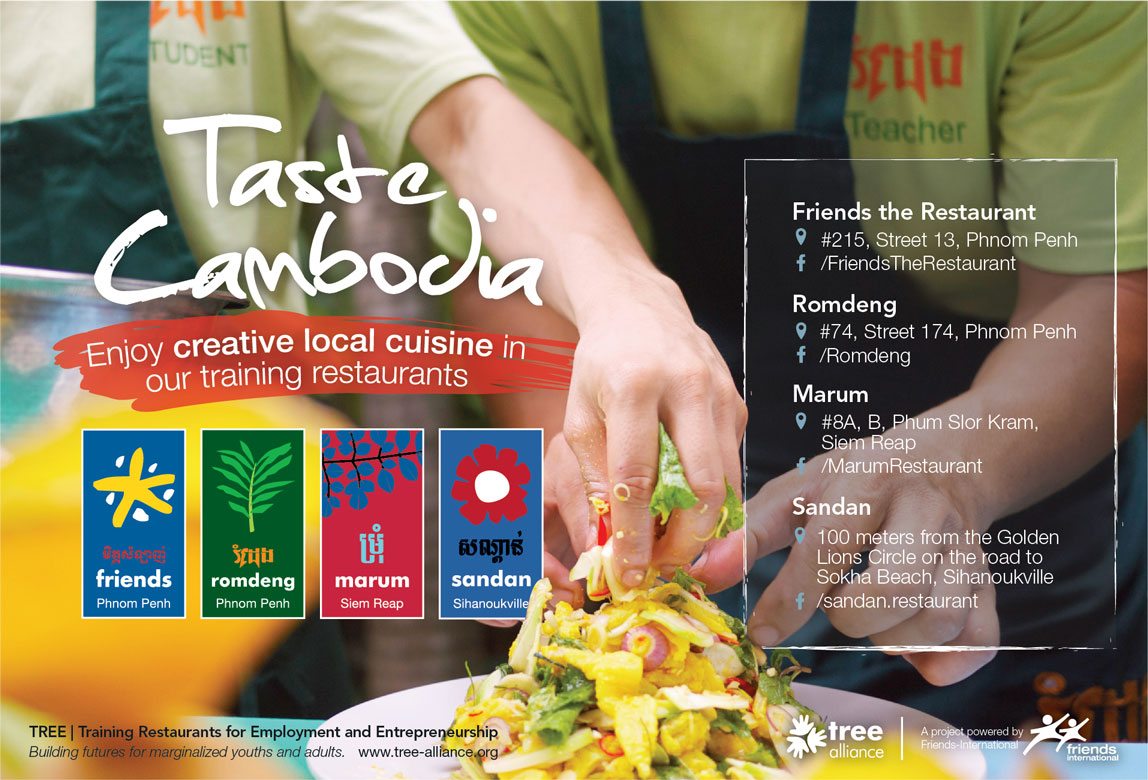 STUDENT
រំដេង
Teacher
Taste
Cambodia
Enjoy creative local cuisine in
our training restaurants
មិត្តសំឡាញ់
friends
Phnom Penh
រំដេង
romdeng
Phnom Penh
ម្រុំ
marum
Siem Reap
សណ្តាន់
sandan
Sihanoukville
Friends the Restaurant
#215, Street 13, Phnom Penh
/FriendsTheRestaurant
Romdeng
#74, Street 174, Phnom Penh
/Romdeng
Marum
#8A, B, Phum Slor Kram,
Siem Reap
/MarumRestaurant
Sandan
100 meters from the Golden
Lions Circle on the road to
Sokha Beach, Sihanoukville
/sandan.restaurant
TREE | Training Restaurants for Employment and Entrepreneurship
Building futures for marginalized youths and adults. www.tree-alliance.org
tree
alliance
A project powered by
Friends-International
friends
international